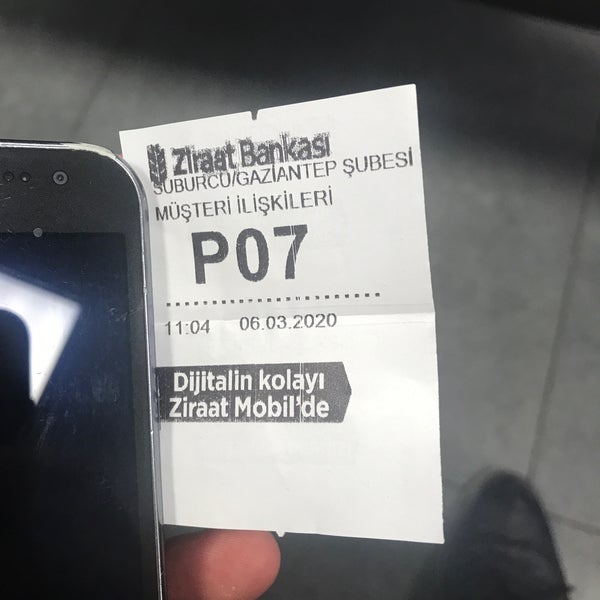 Ziraat Bankası
SUBURCU/GAZİANTEP ŞUBESİ
MÜŞTERİ İLİŞKİLERİ
P07
11:04 06.03.2020
Dijitalin kolayı
Ziraat Mobil'de